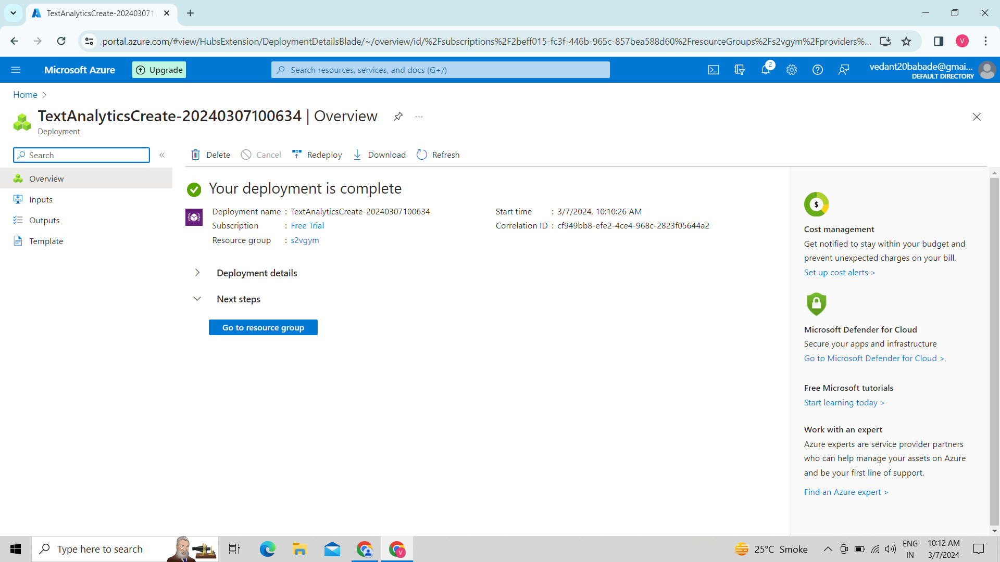 TextAnalyticsCreate-2024030710
portal.azure.com/#view/HubsExtension/DeploymentDetailsBlade/~/overview/id/%2Fsubscriptions%2F2beff015-fc3f-446b-965c-857bea588d60%2FresourceGroups%2Fs2vgym%2Fproviders%...
V
Microsoft Azure
Upgrade
Search resources, services, and docs (G+/)
2
vedant20babade@gmai...
DEFAULT DIRECTORY
Home
TextAnalyticsCreate-20240307100634 | Overview
...
Deployment
Search
«
Delete
Cancel
Redeploy
Download
Refresh
Overview
Inputs
Outputs
Template
Your deployment is complete
Deployment name : TextAnalyticsCreate-20240307100634
Subscription : Free Trial
Resource group : s2vgym
Start time : 3/7/2024, 10:10:26 AM
Correlation ID : cf949bb8-efe2-4ce4-968c-2823f05644a2
Deployment details
Next steps
Go to resource group
$
Cost management
Get notified to stay within your budget and
prevent unexpected charges on your bill.
Set up cost alerts >
Microsoft Defender for Cloud
Secure your apps and infrastructure
Go to Microsoft Defender for Cloud >
Free Microsoft tutorials
Start learning today >
Work with an expert
Azure experts are service provider partners
who can help manage your assets on Azure
and be your first line of support.
Find an Azure expert >
Type here to search
V
25°C Smoke
ENG
IN
10:12 AM
3/7/2024